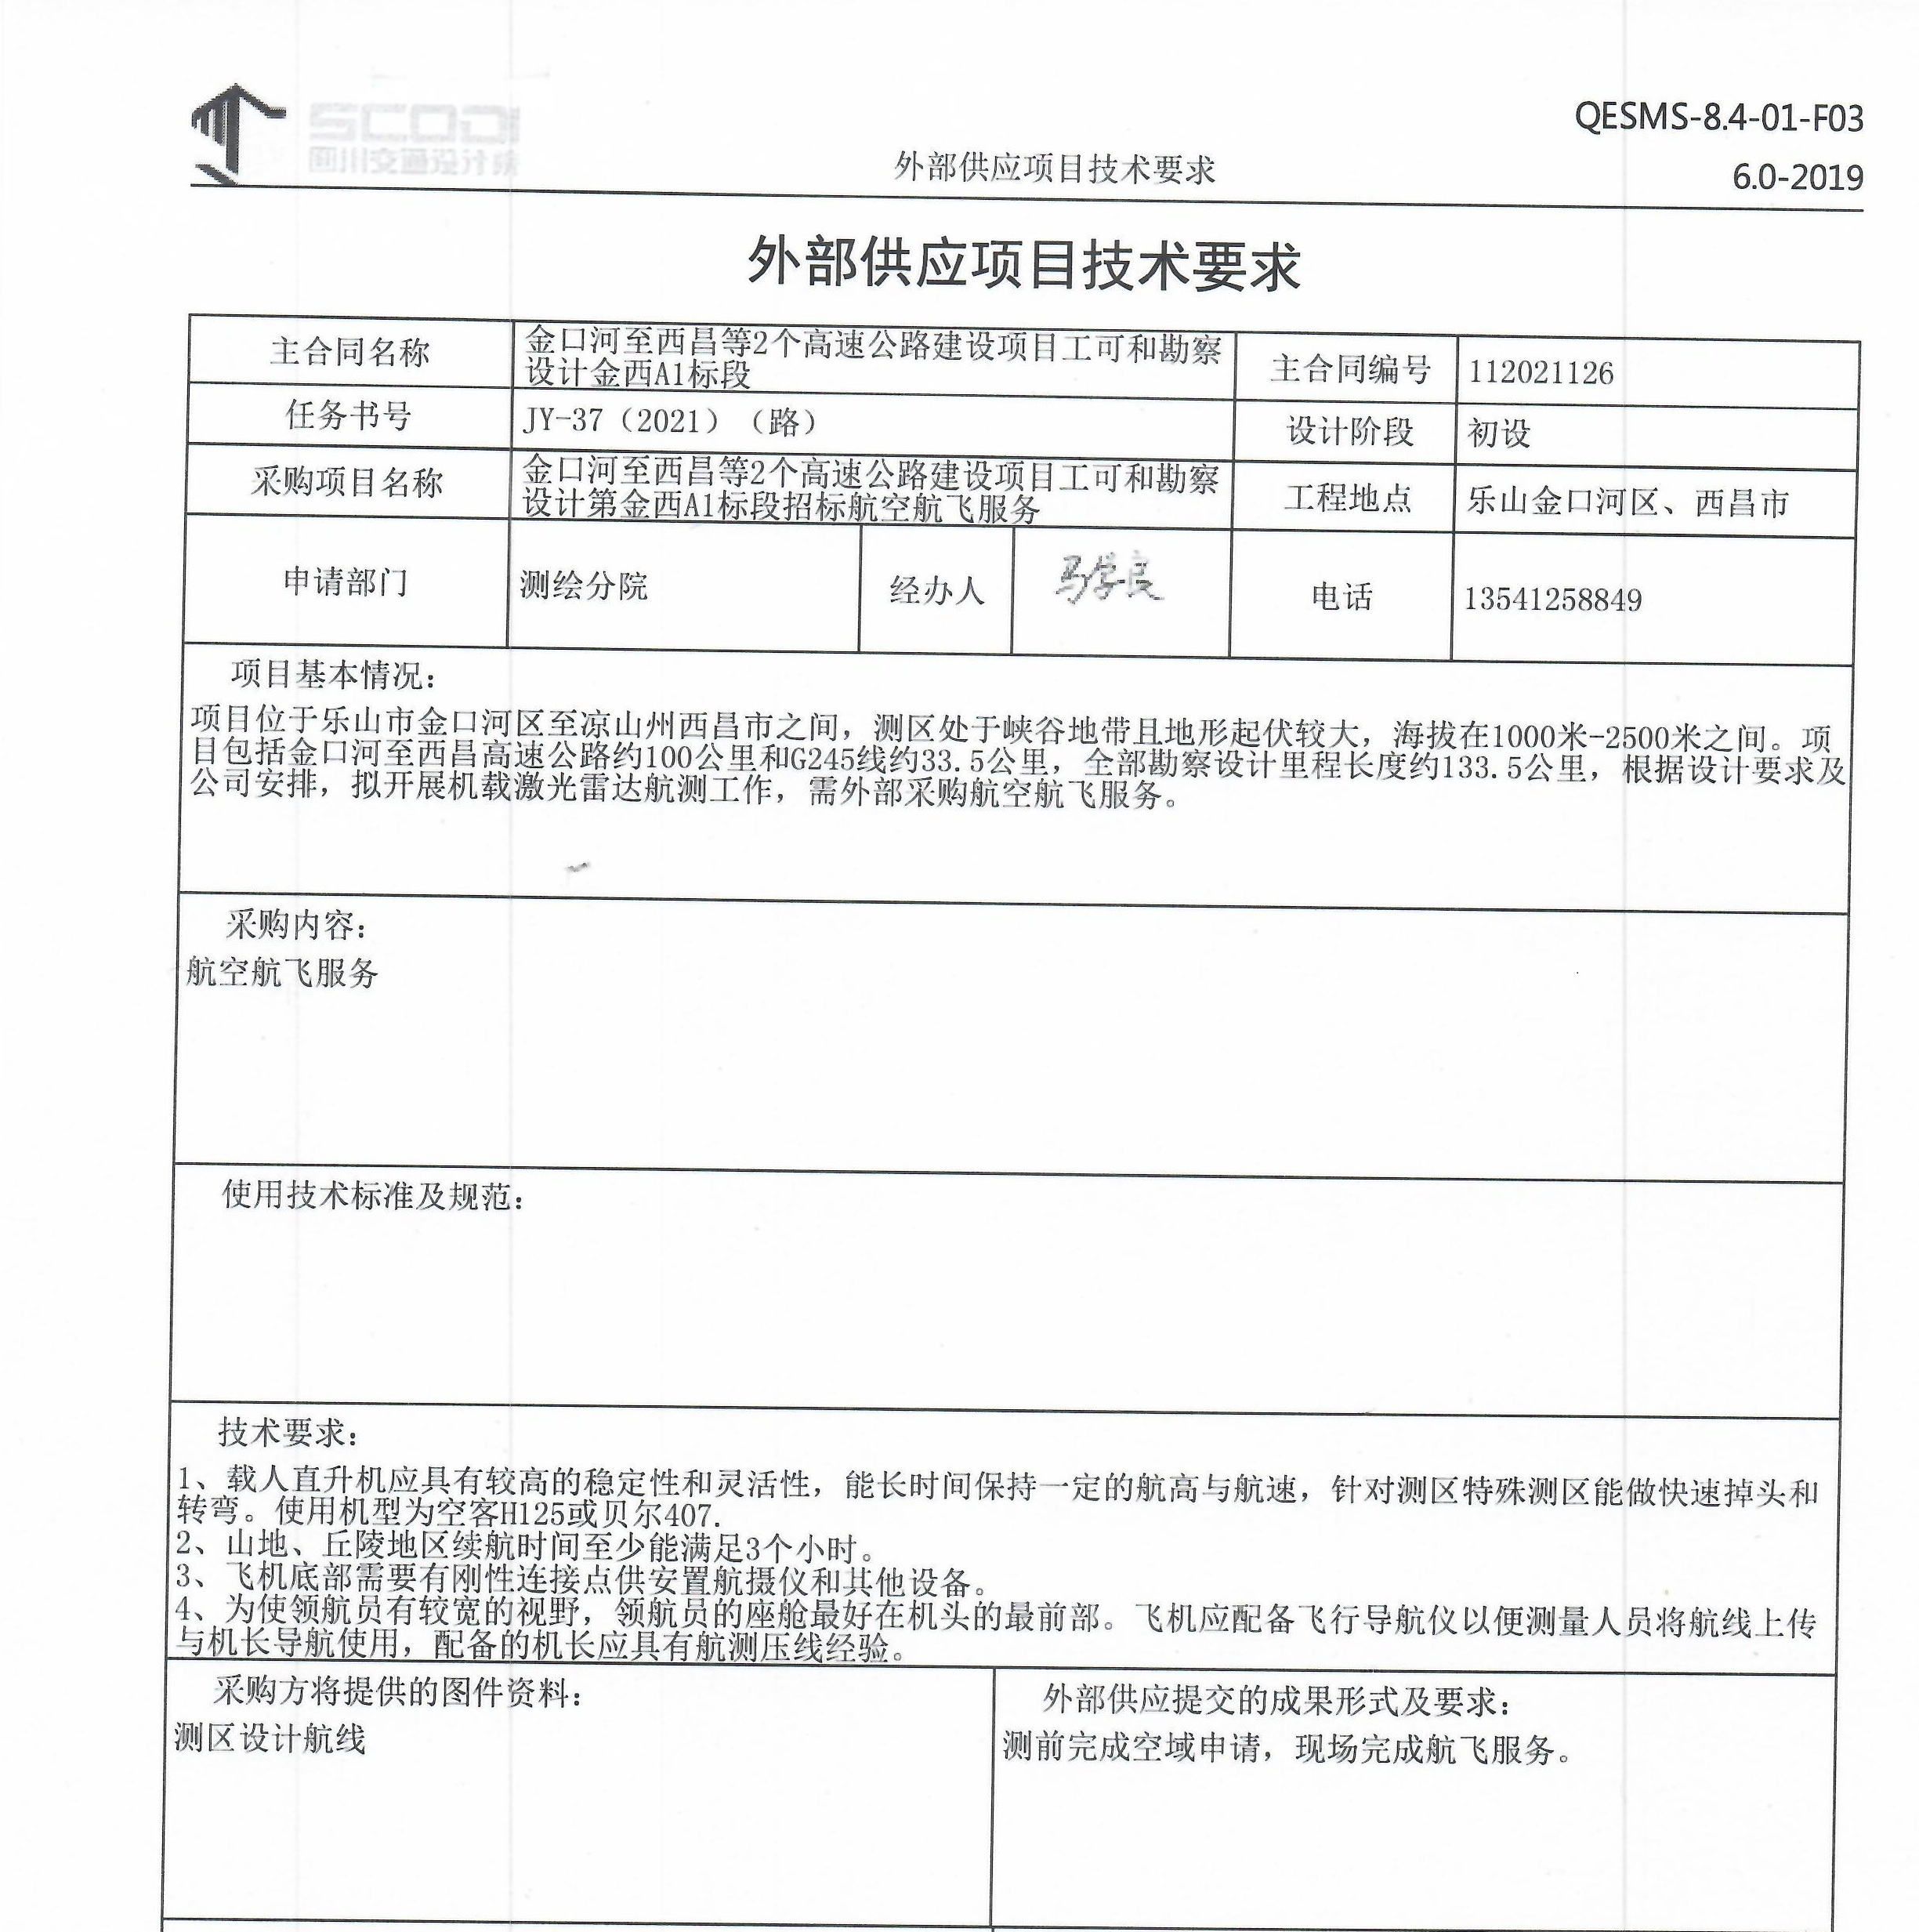 SCODI
四川交通设计院
外部供应项目技术要求
QESMS-8.4-01-F03
6.0-2019
外部供应项目技术要求
主合同名称
金口河至西昌等2个高速公路建设项目工可和勘察
设计金西A1标段
主合同编号
112021126
任务书号
JY-37（2021）（路）
设计阶段
初设
采购项目名称
金口河至西昌等2个高速公路建设项目工可和勘察
设计第金西A1标段招标航空航飞服务
工程地点
乐山金口河区、西昌市
申请部门
测绘分院
经办人
马学良
电话
13541258849
项目基本情况：
项目位于乐山市金口河区至凉山州西昌市之间，测区处于峡谷地带且地形起伏较大，海拔在1000米-2500米之间。项
目包括金口河至西昌高速公路约100公里和G245线约33.5公里，全部勘察设计里程长度约133.5公里，根据设计要求及
公司安排，拟开展机载激光雷达航测工作，需外部采购航空航飞服务。
采购内容：
航空航飞服务
使用技术标准及规范：
技术要求：
1、载人直升机应具有较高的稳定性和灵活性，能长时间保持一定的航高与航速，针对测区特殊测区能做快速掉头和
转弯。使用机型为空客H125或贝尔407.
2、山地、丘陵地区续航时间至少能满足3个小时。
3、飞机底部需要有刚性连接点供安置航摄仪和其他设备。
4、为使领航员有较宽的视野，领航员的座舱最好在机头的最前部。飞机应配备飞行导航仪以便测量人员将航线上传
与机长导航使用，配备的机长应具有航测压线经验。
采购方将提供的图件资料：
测区设计航线
外部供应提交的成果形式及要求：
测前完成空域申请，现场完成航飞服务。